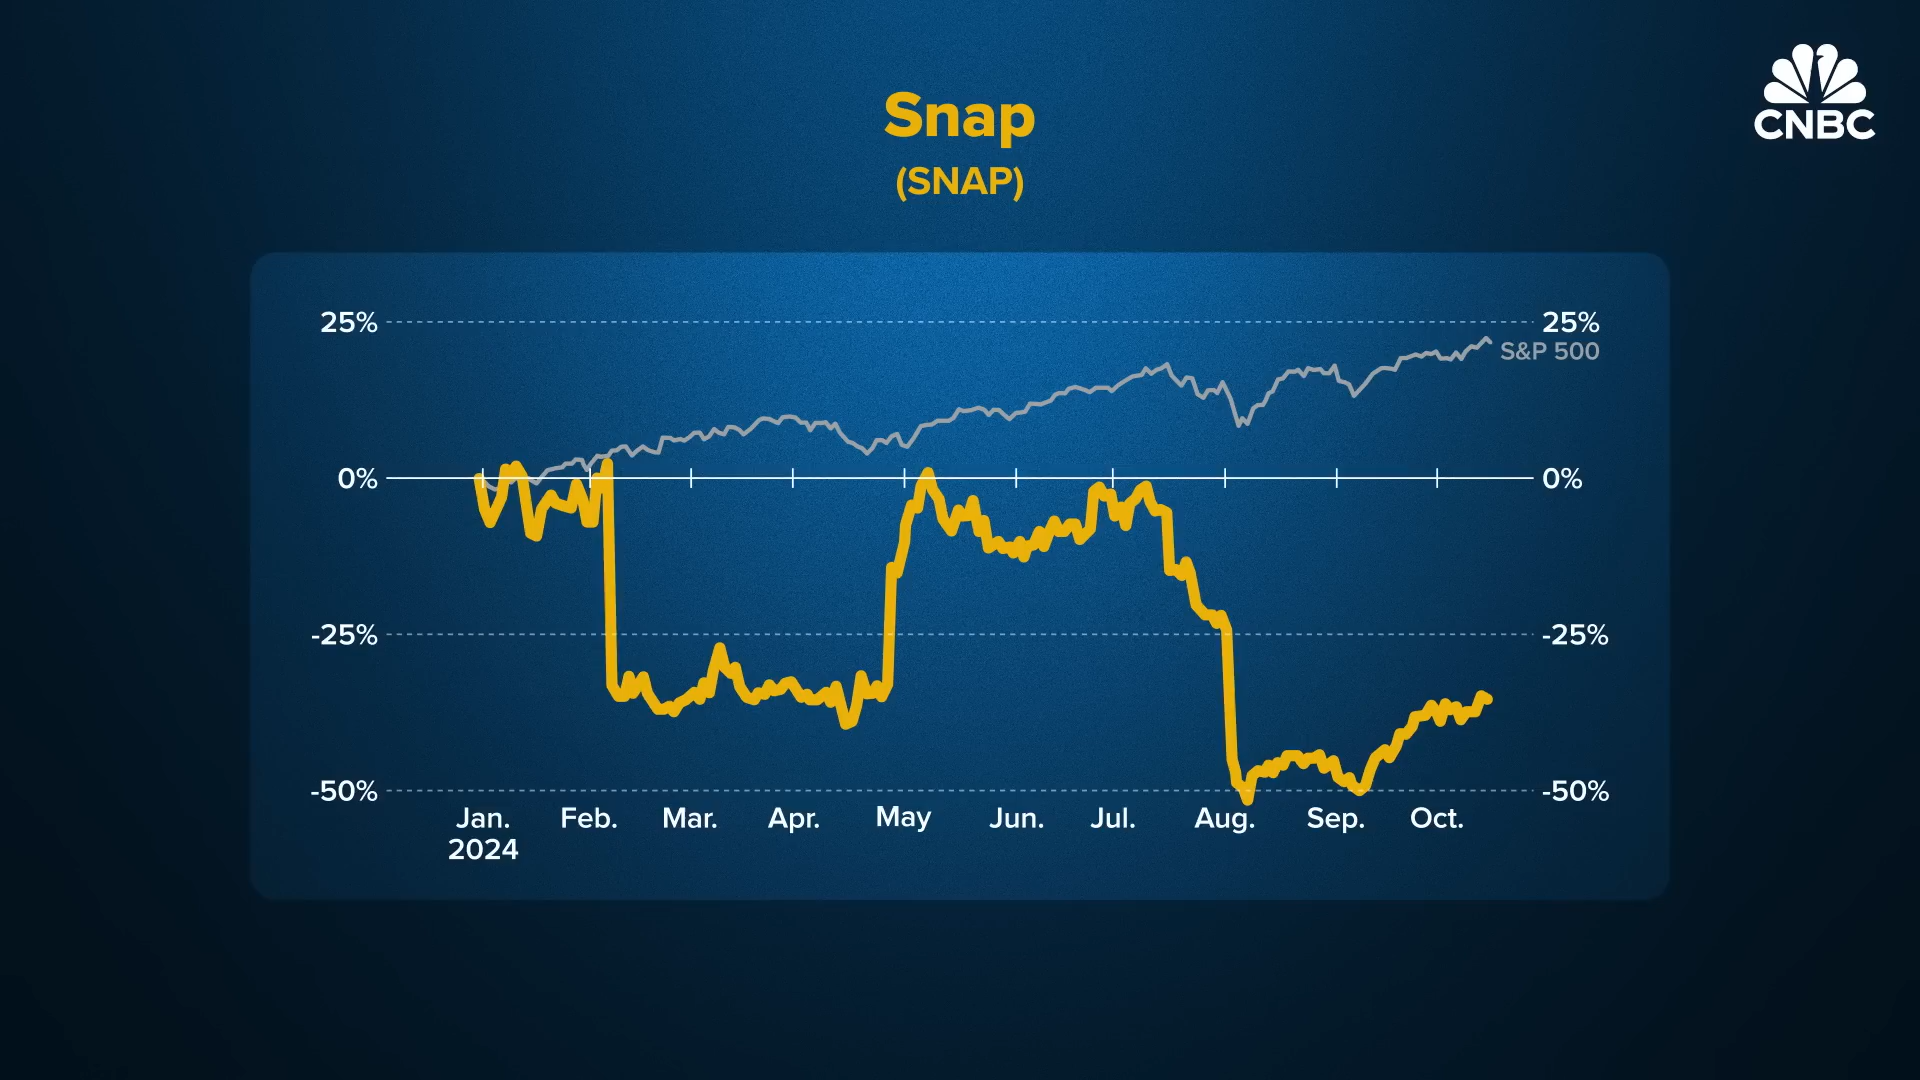 CNBC
Snap
(SNAP)
25%
25%
S&P 500
0%
0%
-25%
-25%
-50%
-50%
Jan. Feb. Mar. Apr. May Jun. Jul. Aug. Sep. Oct.
2024